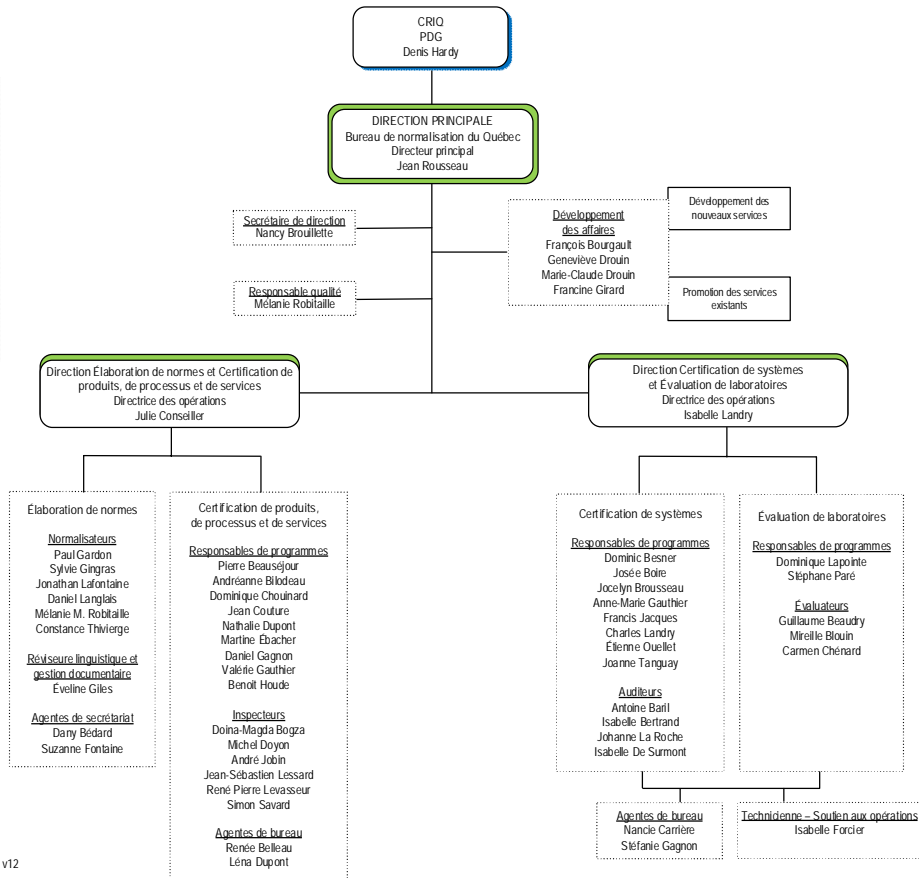 CRIQ
PDG
Denis Hardy
DIRECTION PRINCIPALE
Bureau de normalisation du Québec
Directeur principal
Jean Rousseau
Secrétaire de direction
Nancy Brouillette
Responsable qualité
Mélanie Robitaille
Développement
des affaires
François Bourgault
Geneviève Drouin
Marie-Claude Drouin
Francine Girard
Développement des
nouveaux services
Promotion des services
existants
Direction Élaboration de normes et Certification de
produits, de processus et de services
Directrice des opérations
Julie Conseiller
Direction Certification de systèmes
et Évaluation de laboratoires
Directrice des opérations
Isabelle Landry
Élaboration de normes
Normalisateurs
Paul Gardon
Sylvie Gingras
Jonathan Lafontaine
Daniel Langlais
Mélanie M. Robitaille
Constance Thivierge
Réviseure linguistique et
gestion documentaire
Éveline Giles
Agentes de secrétariat
Dany Bédard
Suzanne Fontaine
Certification de produits,
de processus et de services
Responsables de programmes
Pierre Beauséjour
Andréanne Bilodeau
Dominique Chouinard
Jean Couture
Nathalie Dupont
Martine Ébacher
Daniel Gagnon
Valérie Gauthier
Benoit Houde
Inspecteurs
Doina-Magda Bogza
Michel Doyon
André Jobin
Jean-Sébastien Lessard
René Pierre Levasseur
Simon Savard
Agentes de bureau
Renée Belleau
Léna Dupont
Certification de systèmes
Responsables de programmes
Dominic Besner
Josée Boire
Jocelyn Brousseau
Anne-Marie Gauthier
Francis Jacques
Charles Landry
Étienne Ouellet
Joanne Tanguay
Auditeurs
Antoine Baril
Isabelle Bertrand
Johanne La Roche
Isabelle De Surmont
Évaluation de laboratoires
Responsables de programmes
Dominique Lapointe
Stéphane Paré
Évaluateurs
Guillaume Beaudry
Mireille Blouin
Carmen Chénard
Agentes de bureau
Nancie Carrière
Stéfanie Gagnon
Technicienne – Soutien aux opérations
Isabelle Forcier
v12